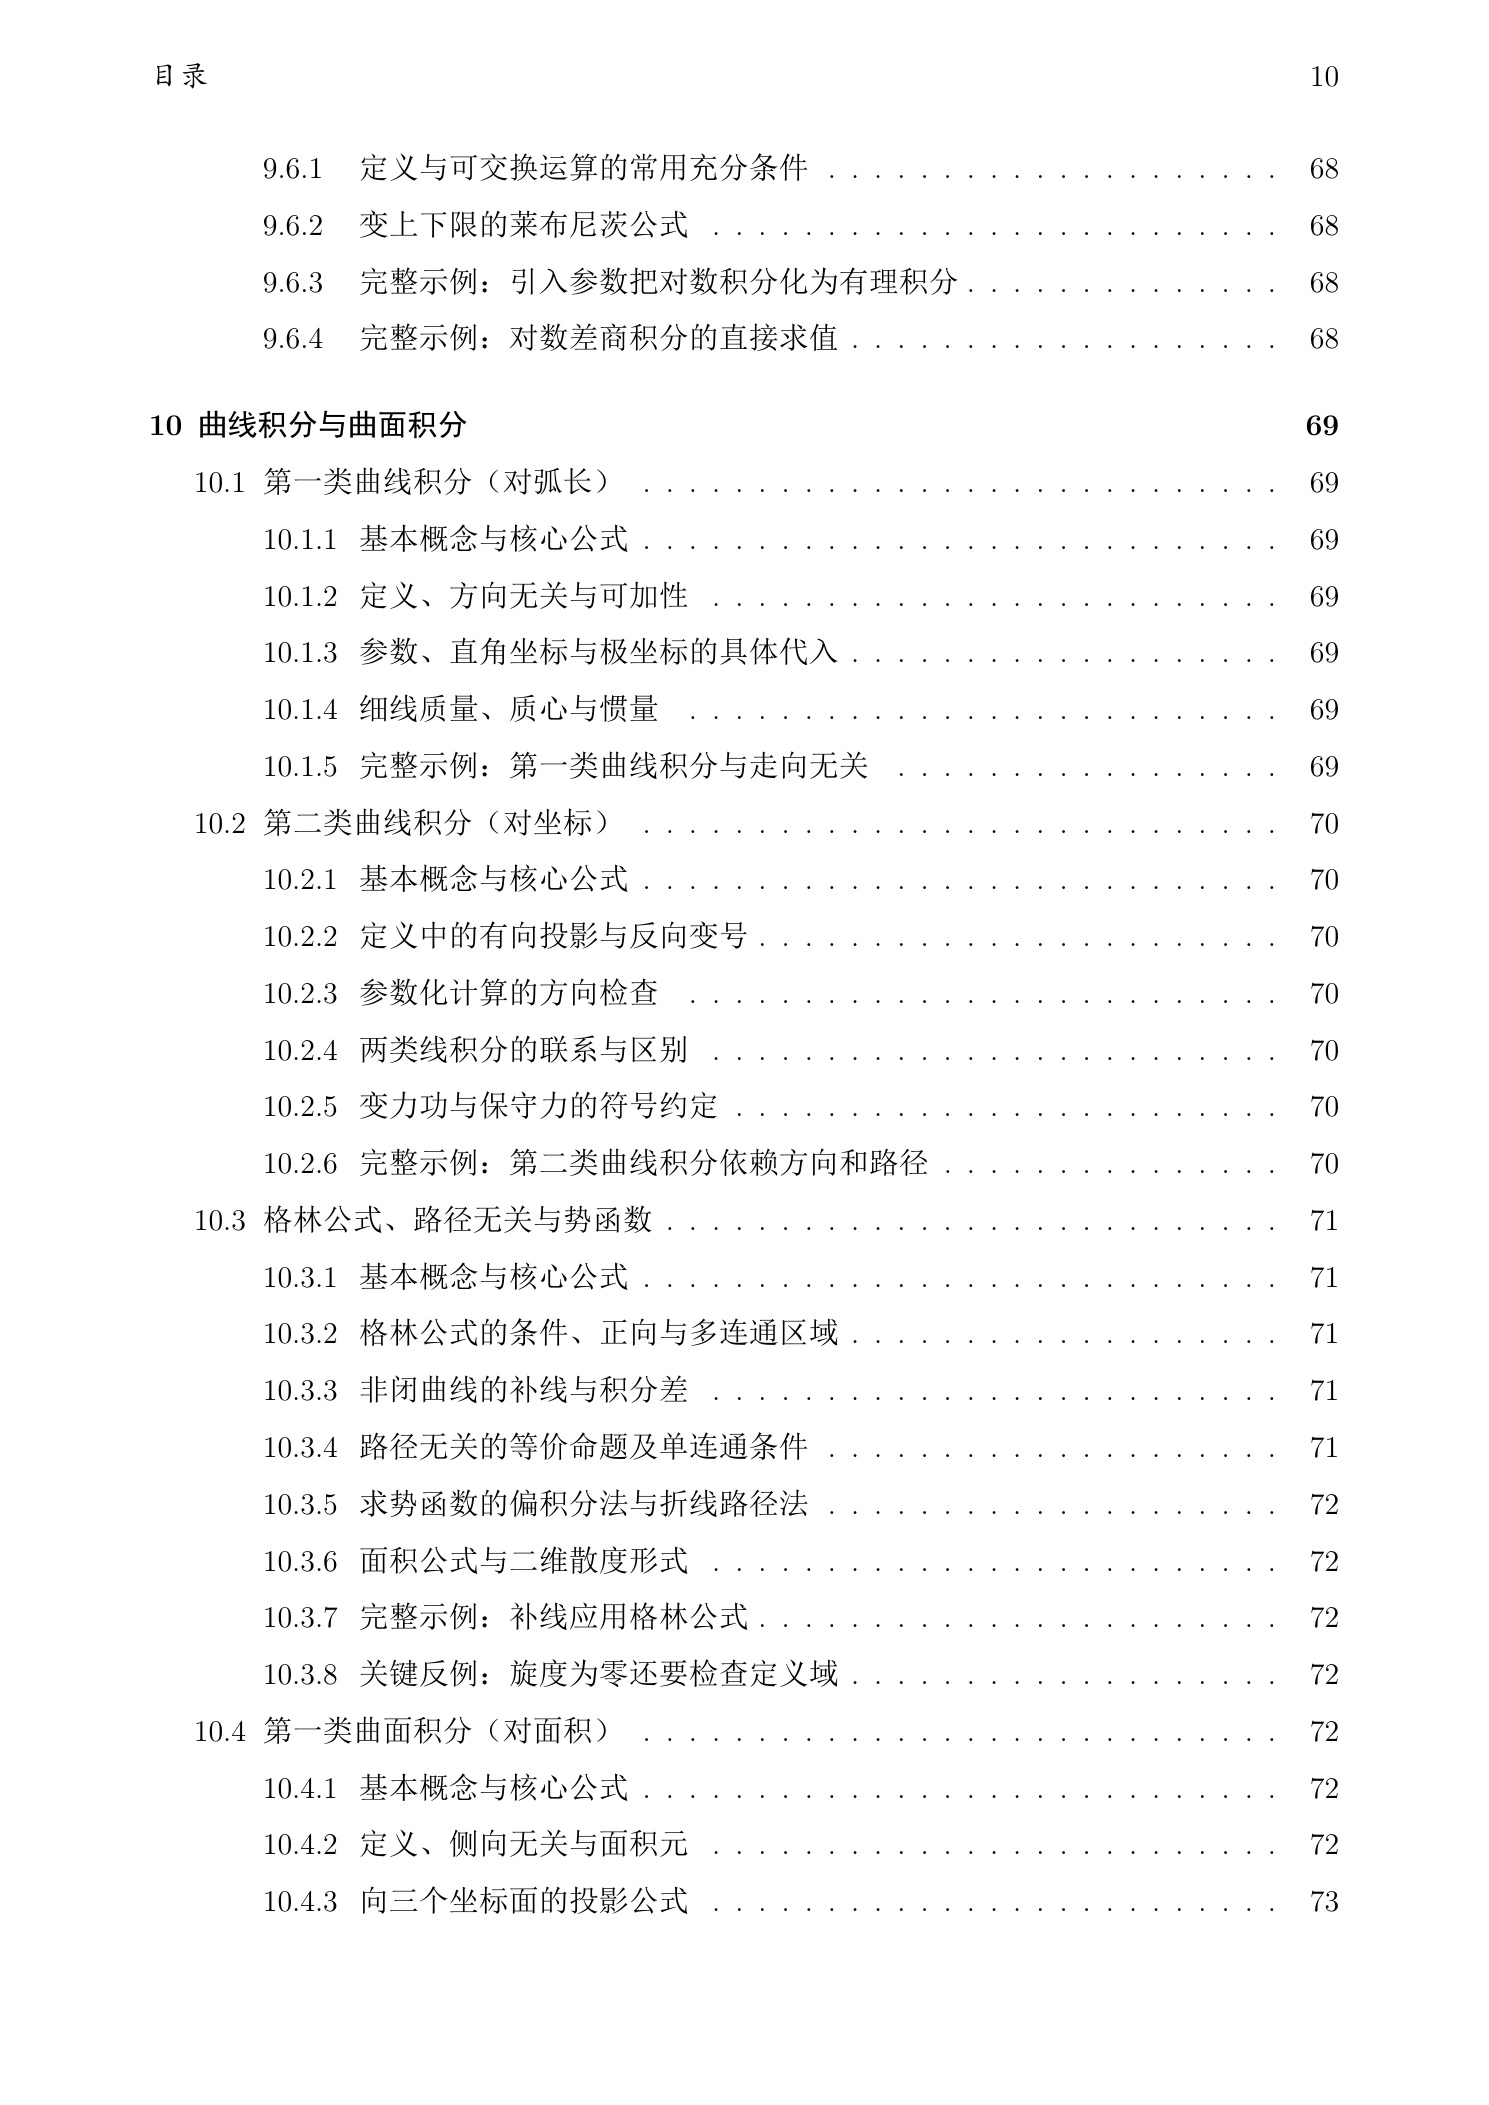 目录 10
9.6.1 定义与可交换运算的常用充分条件 . . . . . . . . . . . . . . . . . . . . 68
9.6.2 变上下限的莱布尼茨公式 . . . . . . . . . . . . . . . . . . . . . . . . . 68
9.6.3 完整示例：引入参数把对数积分化为有理积分 . . . . . . . . . . . . . . 68
9.6.4 完整示例：对数差商积分的直接求值 . . . . . . . . . . . . . . . . . . . 68
10 曲线积分与曲面积分 69
10.1 第一类曲线积分（对弧长） . . . . . . . . . . . . . . . . . . . . . . . . . . . . 69
10.1.1 基本概念与核心公式 . . . . . . . . . . . . . . . . . . . . . . . . . . . . 69
10.1.2 定义、方向无关与可加性 . . . . . . . . . . . . . . . . . . . . . . . . . 69
10.1.3 参数、直角坐标与极坐标的具体代入 . . . . . . . . . . . . . . . . . . . 69
10.1.4 细线质量、质心与惯量 . . . . . . . . . . . . . . . . . . . . . . . . . . 69
10.1.5 完整示例：第一类曲线积分与走向无关 . . . . . . . . . . . . . . . . . 69
10.2 第二类曲线积分（对坐标） . . . . . . . . . . . . . . . . . . . . . . . . . . . . 70
10.2.1 基本概念与核心公式 . . . . . . . . . . . . . . . . . . . . . . . . . . . . 70
10.2.2 定义中的有向投影与反向变号 . . . . . . . . . . . . . . . . . . . . . . . 70
10.2.3 参数化计算的方向检查 . . . . . . . . . . . . . . . . . . . . . . . . . . 70
10.2.4 两类线积分的联系与区别 . . . . . . . . . . . . . . . . . . . . . . . . . 70
10.2.5 变力功与保守力的符号约定 . . . . . . . . . . . . . . . . . . . . . . . . 70
10.2.6 完整示例：第二类曲线积分依赖方向和路径 . . . . . . . . . . . . . . . 70
10.3 格林公式、路径无关与势函数 . . . . . . . . . . . . . . . . . . . . . . . . . . . 71
10.3.1 基本概念与核心公式 . . . . . . . . . . . . . . . . . . . . . . . . . . . . 71
10.3.2 格林公式的条件、正向与多连通区域 . . . . . . . . . . . . . . . . . . . 71
10.3.3 非闭曲线的补线与积分差 . . . . . . . . . . . . . . . . . . . . . . . . . 71
10.3.4 路径无关的等价命题及单连通条件 . . . . . . . . . . . . . . . . . . . . 71
10.3.5 求势函数的偏积分法与折线路径法 . . . . . . . . . . . . . . . . . . . . 72
10.3.6 面积公式与二维散度形式 . . . . . . . . . . . . . . . . . . . . . . . . . 72
10.3.7 完整示例：补线应用格林公式 . . . . . . . . . . . . . . . . . . . . . . . 72
10.3.8 关键反例：旋度为零还要检查定义域 . . . . . . . . . . . . . . . . . . . 72
10.4 第一类曲面积分（对面积） . . . . . . . . . . . . . . . . . . . . . . . . . . . . 72
10.4.1 基本概念与核心公式 . . . . . . . . . . . . . . . . . . . . . . . . . . . . 72
10.4.2 定义、侧向无关与面积元 . . . . . . . . . . . . . . . . . . . . . . . . . 72
10.4.3 向三个坐标面的投影公式 . . . . . . . . . . . . . . . . . . . . . . . . . 73